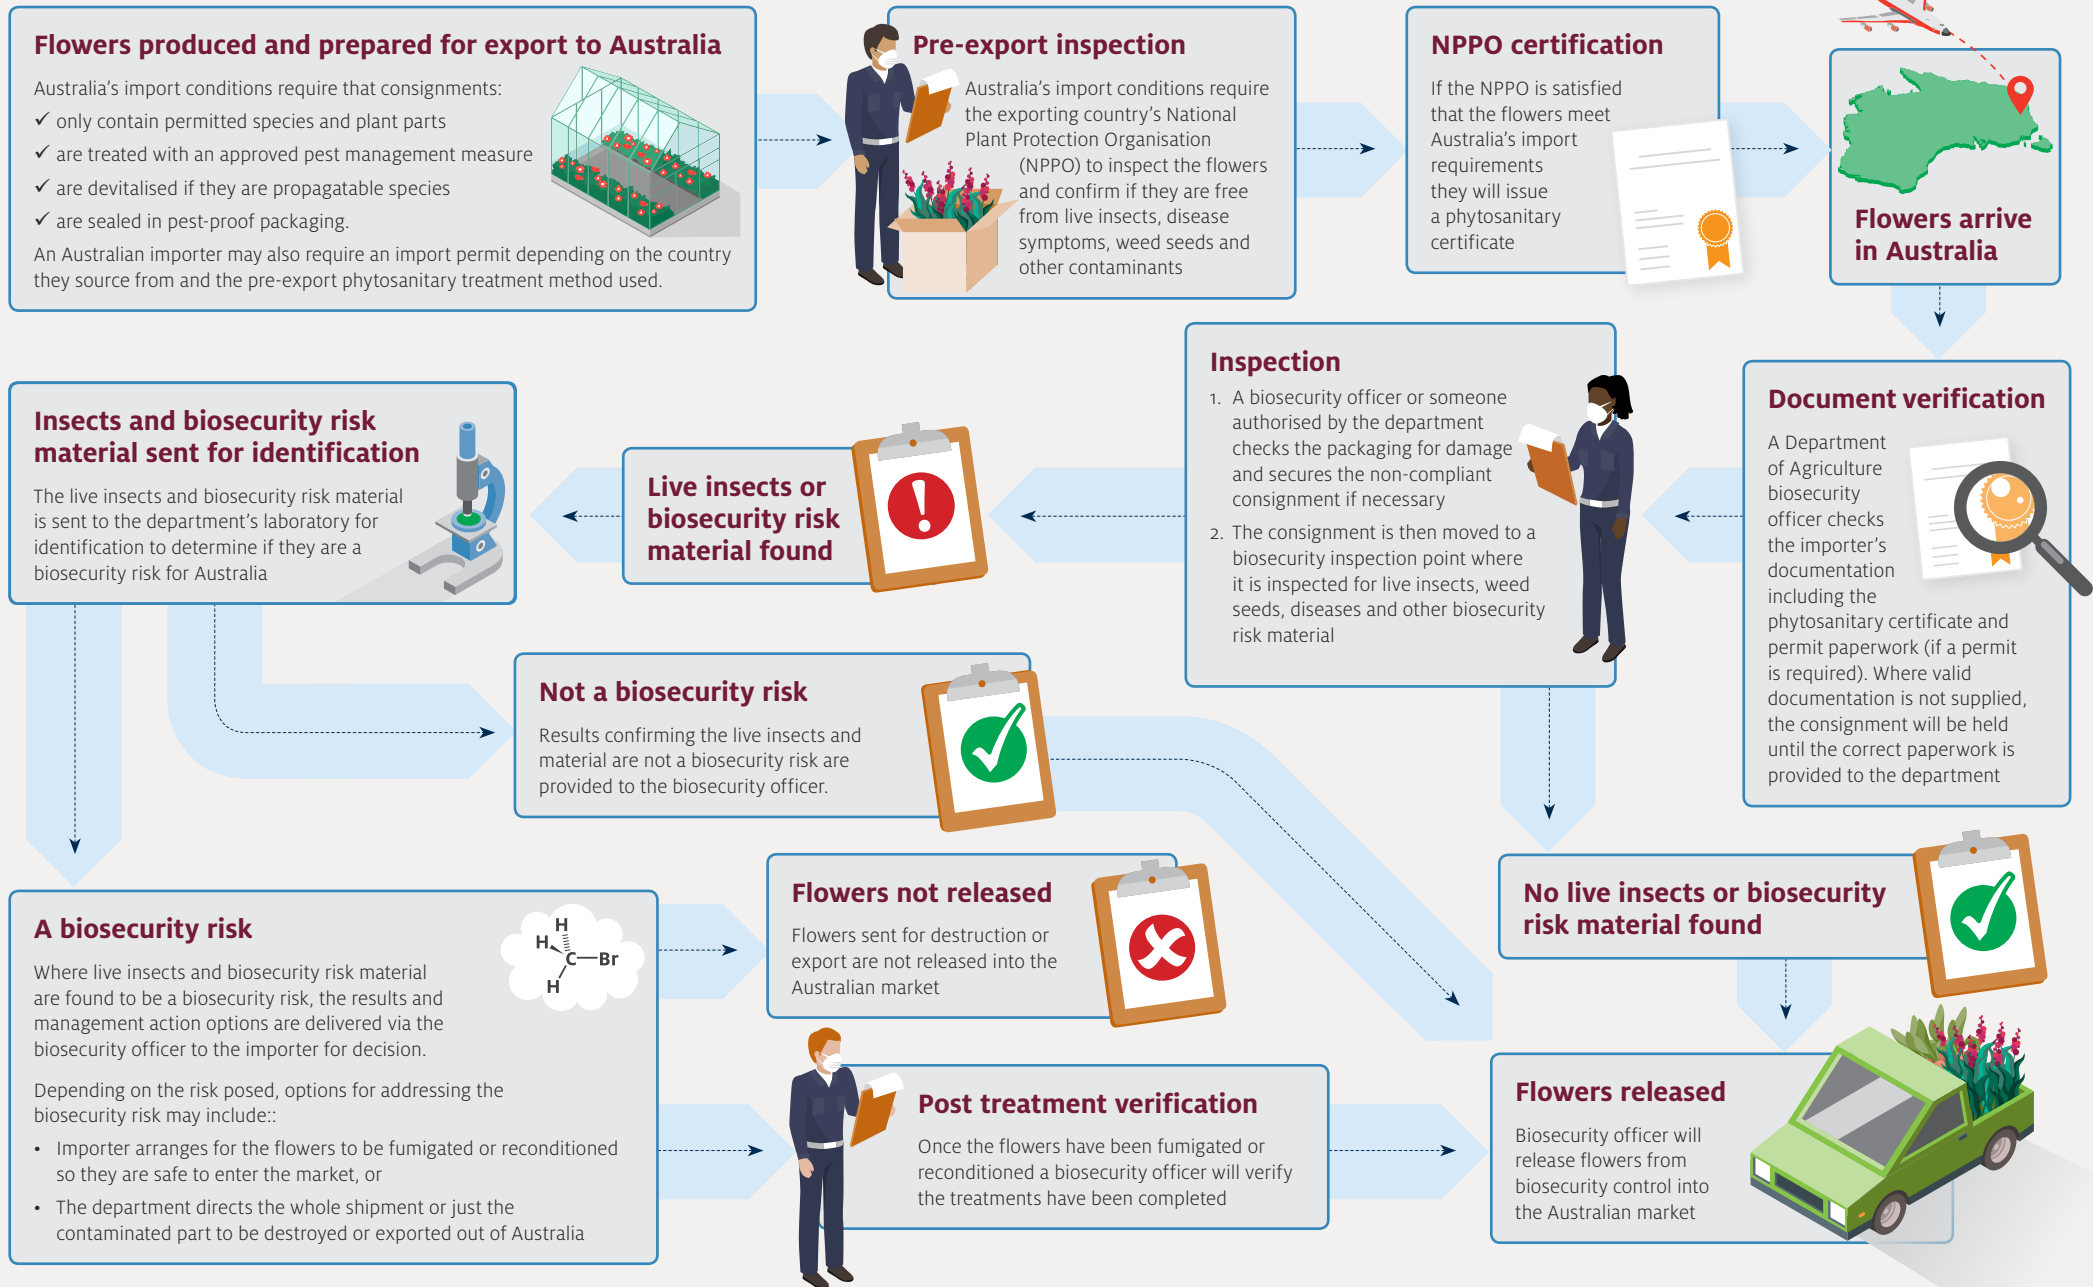 Flowers produced and prepared for export to Australia
Australia’s import conditions require that consignments:
✓ only contain permitted species and plant parts
✓ are treated with an approved pest management measure
✓ are devitalised if they are propagatable species
✓ are sealed in pest-proof packaging.
An Australian importer may also require an import permit depending on the country
they source from and the pre-export phytosanitary treatment method used.
Pre-export inspection
Australia’s import conditions require
the exporting country’s National
Plant Protection Organisation
(NPPO) to inspect the flowers
and confirm if they are free
from live insects, disease
symptoms, weed seeds and
other contaminants
NPPO certification
If the NPPO is satisfied
that the flowers meet
Australia’s import
requirements
they will issue
a phytosanitary
certificate
Flowers arrive
in Australia
Document verification
A Department
of Agriculture
biosecurity
officer checks
the importer’s
documentation
including the
phytosanitary certificate and
permit paperwork (if a permit
is required). Where valid
documentation is not supplied,
the consignment will be held
until the correct paperwork is
provided to the department
Inspection
1. A biosecurity officer or someone
authorised by the department
checks the packaging for damage
and secures the non-compliant
consignment if necessary
2. The consignment is then moved to a
biosecurity inspection point where
it is inspected for live insects, weed
seeds, diseases and other biosecurity
risk material
Live insects or
biosecurity risk
material found
Insects and biosecurity risk
material sent for identification
The live insects and biosecurity risk material
is sent to the department’s laboratory for
identification to determine if they are a
biosecurity risk for Australia
Not a biosecurity risk
Results confirming the live insects and
material are not a biosecurity risk are
provided to the biosecurity officer.
A biosecurity risk
H
H
C—Br
H
Where live insects and biosecurity risk material
are found to be a biosecurity risk, the results and
management action options are delivered via the
biosecurity officer to the importer for decision.
Depending on the risk posed, options for addressing the
biosecurity risk may include::
• Importer arranges for the flowers to be fumigated or reconditioned
so they are safe to enter the market, or
• The department directs the whole shipment or just the
contaminated part to be destroyed or exported out of Australia
Flowers not released
Flowers sent for destruction or
export are not released into the
Australian market
Post treatment verification
Once the flowers have been fumigated or
reconditioned a biosecurity officer will verify
the treatments have been completed
No live insects or biosecurity
risk material found
Flowers released
Biosecurity officer will
release flowers from
biosecurity control into
the Australian market